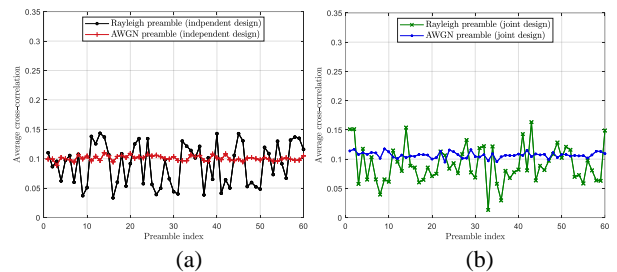 0.35
0.3
0.25
0.2
0.15
0.1
0.05
0
0 10 20 30 40 50 60
Average cross-correlation
Preamble index
Rayleigh preamble (indpendent design)
AWGN preamble (independent design)
(a)
0.35
0.3
0.25
0.2
0.15
0.1
0.05
0
0 10 20 30 40 50 60
Average cross-correlation
Preamble index
Rayleigh preamble (joint design)
AWGN preamble (joint design)
(b)